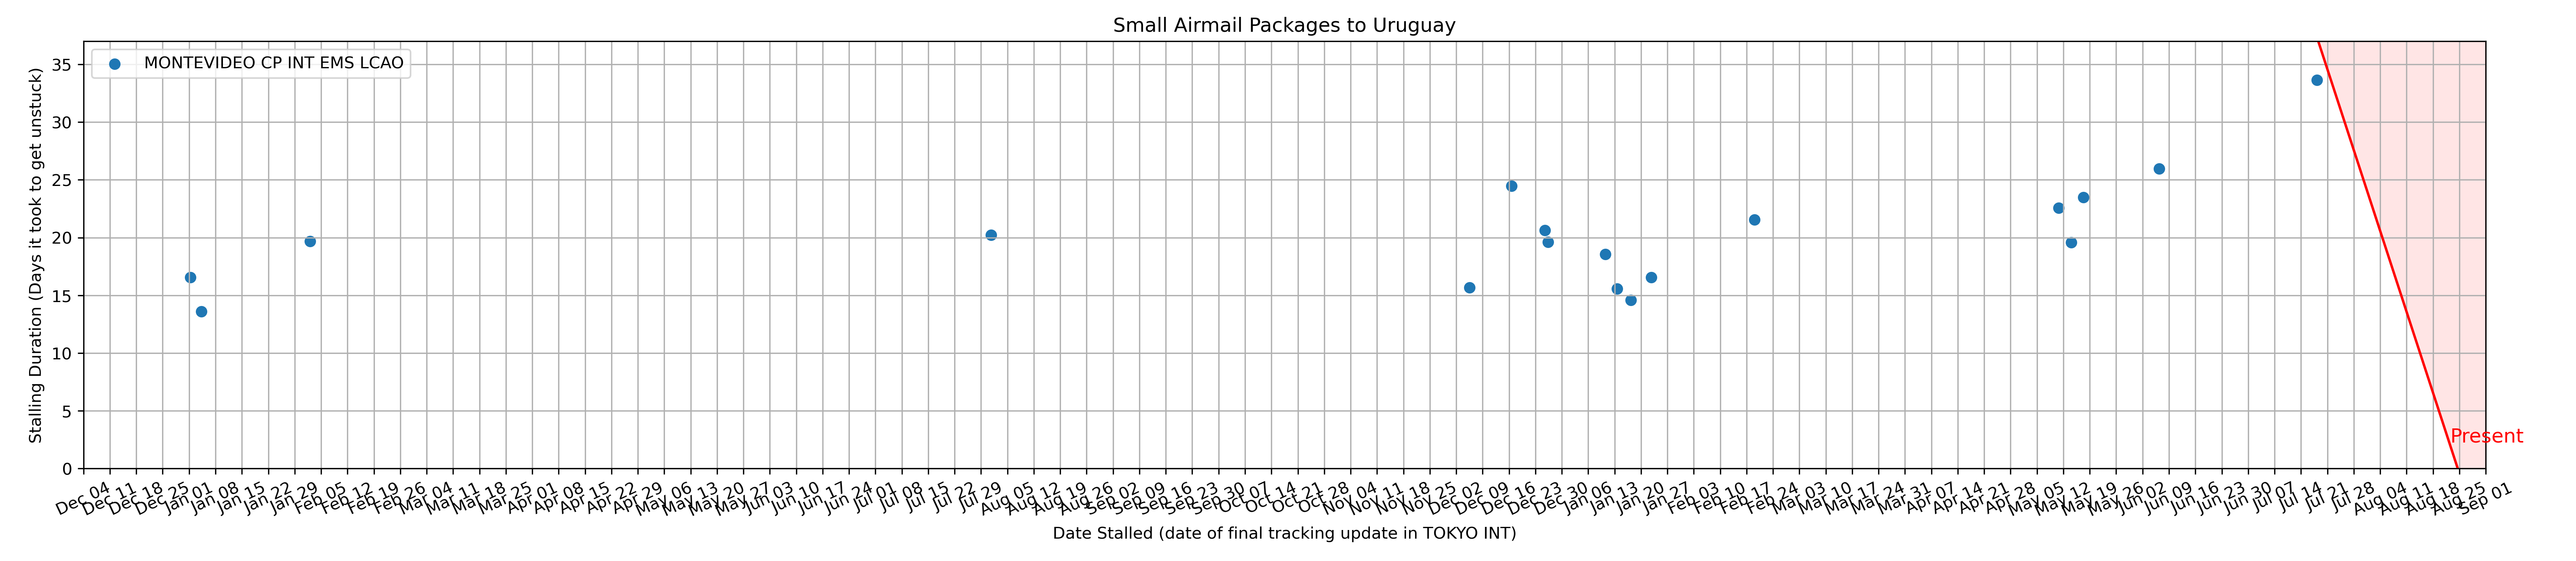 Small Airmail Packages to Uruguay
MONTEVIDEO CP INT EMS LCAO
Stalling Duration (Days it took to get unstuck)
35
30
25
20
15
10
5
0
Present
Dec 04
Dec 11
Dec 18
Dec 25
Jan 01
Jan 08
Jan 15
Jan 22
Jan 29
Feb 05
Feb 12
Feb 19
Feb 26
Mar 04
Mar 11
Mar 18
Mar 25
Apr 01
Apr 08
Apr 15
Apr 22
Apr 29
May 06
May 13
May 20
May 27
Jun 03
Jun 10
Jun 17
Jun 24
Jul 01
Jul 08
Jul 15
Jul 22
Jul 29
Aug 05
Aug 12
Aug 19
Aug 26
Sep 02
Sep 09
Sep 16
Sep 23
Sep 30
Oct 07
Oct 14
Oct 21
Oct 28
Nov 04
Nov 11
Nov 18
Nov 25
Dec 02
Dec 09
Dec 16
Dec 23
Dec 30
Jan 06
Jan 13
Jan 20
Jan 27
Feb 03
Feb 10
Feb 17
Feb 24
Mar 03
Mar 10
Mar 17
Mar 24
Mar 31
Apr 07
Apr 14
Apr 21
Apr 28
May 05
May 12
May 19
May 26
Jun 02
Jun 09
Jun 16
Jun 23
Jun 30
Jul 07
Jul 14
Jul 21
Jul 28
Aug 04
Aug 11
Aug 18
Aug 25
Sep 01
Date Stalled (date of final tracking update in TOKYO INT)